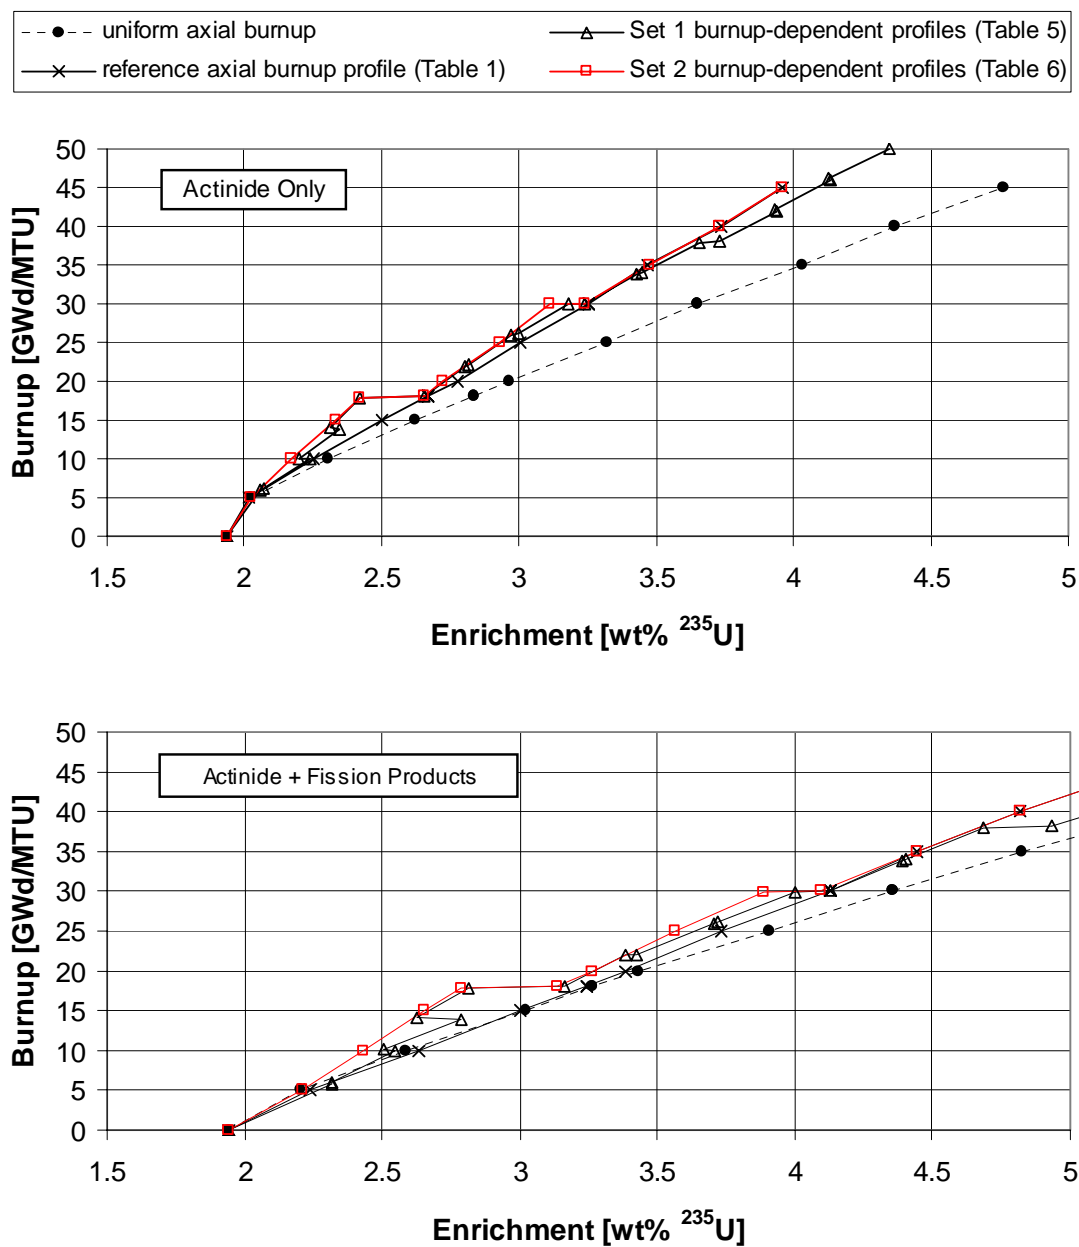 uniform axial burnup
Set 1 burnup-dependent profiles (Table 5)
reference axial burnup profile (Table 1)
Set 2 burnup-dependent profiles (Table 6)
Burnup [GWd/MTU]
50
45
40
35
30
25
20
15
10
5
0
Actinide Only
1.5 2 2.5 3 3.5 4 4.5 5
Enrichment [wt% ²³⁵U]
Burnup [GWd/MTU]
50
45
40
35
30
25
20
15
10
5
0
Actinide + Fission Products
1.5 2 2.5 3 3.5 4 4.5 5
Enrichment [wt% ²³⁵U]